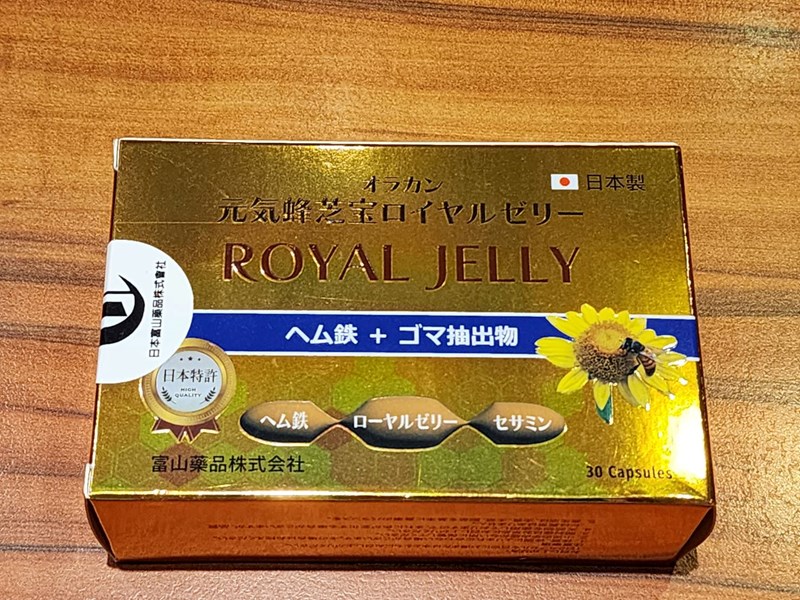 オラカン
日本製
元気蜂芝宝ロイヤルゼリー
ROYAL JELLY
日本富山藥品株式會社
ヘム鉄 + ゴマ抽出物
日本特許
HIGH
QUALITY
ヘム鉄 ローヤルゼリー セサミン
富山薬品株式会社
30 Capsules